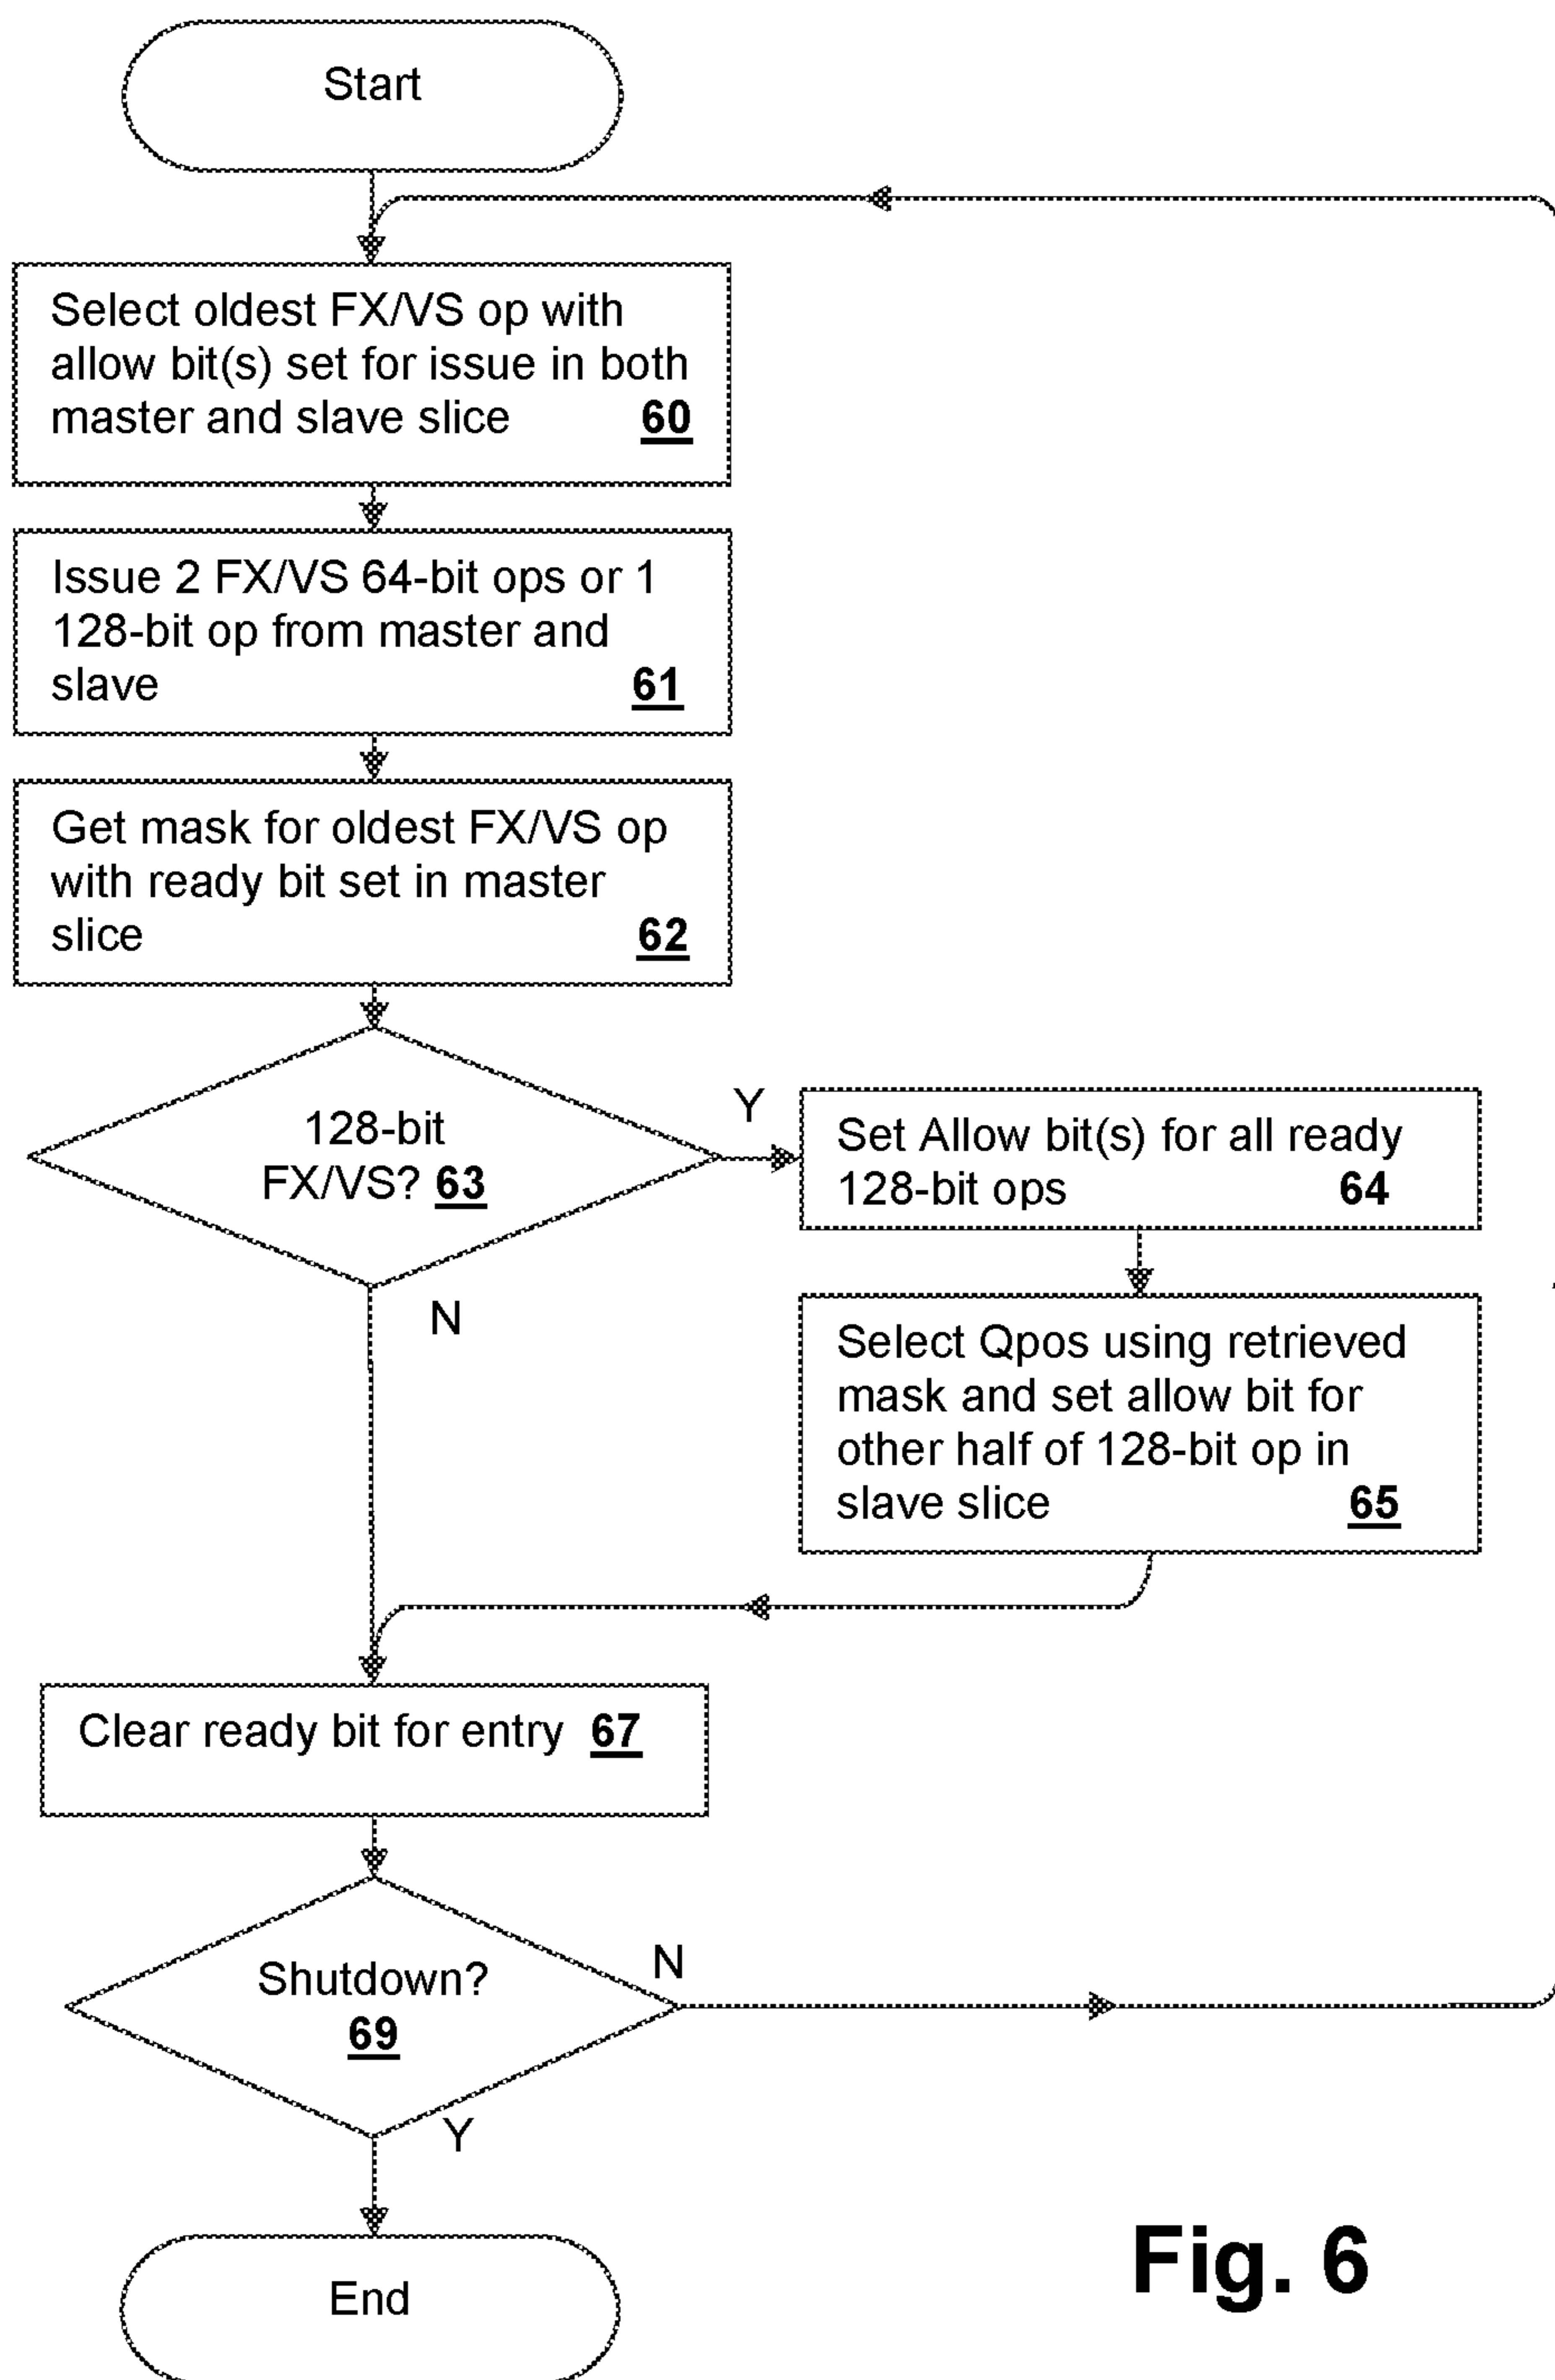 Start
Select oldest FX/VS op with
allow bit(s) set for issue in both
master and slave slice 60
Issue 2 FX/VS 64-bit ops or 1
128-bit op from master and
slave 61
Get mask for oldest FX/VS op
with ready bit set in master
slice 62
128-bit
FX/VS? 63
Y
N
Set Allow bit(s) for all ready
128-bit ops 64
Select Qpos using retrieved
mask and set allow bit for
other half of 128-bit op in
slave slice 65
Clear ready bit for entry 67
Shutdown?
69
N
Y
End
Fig. 6